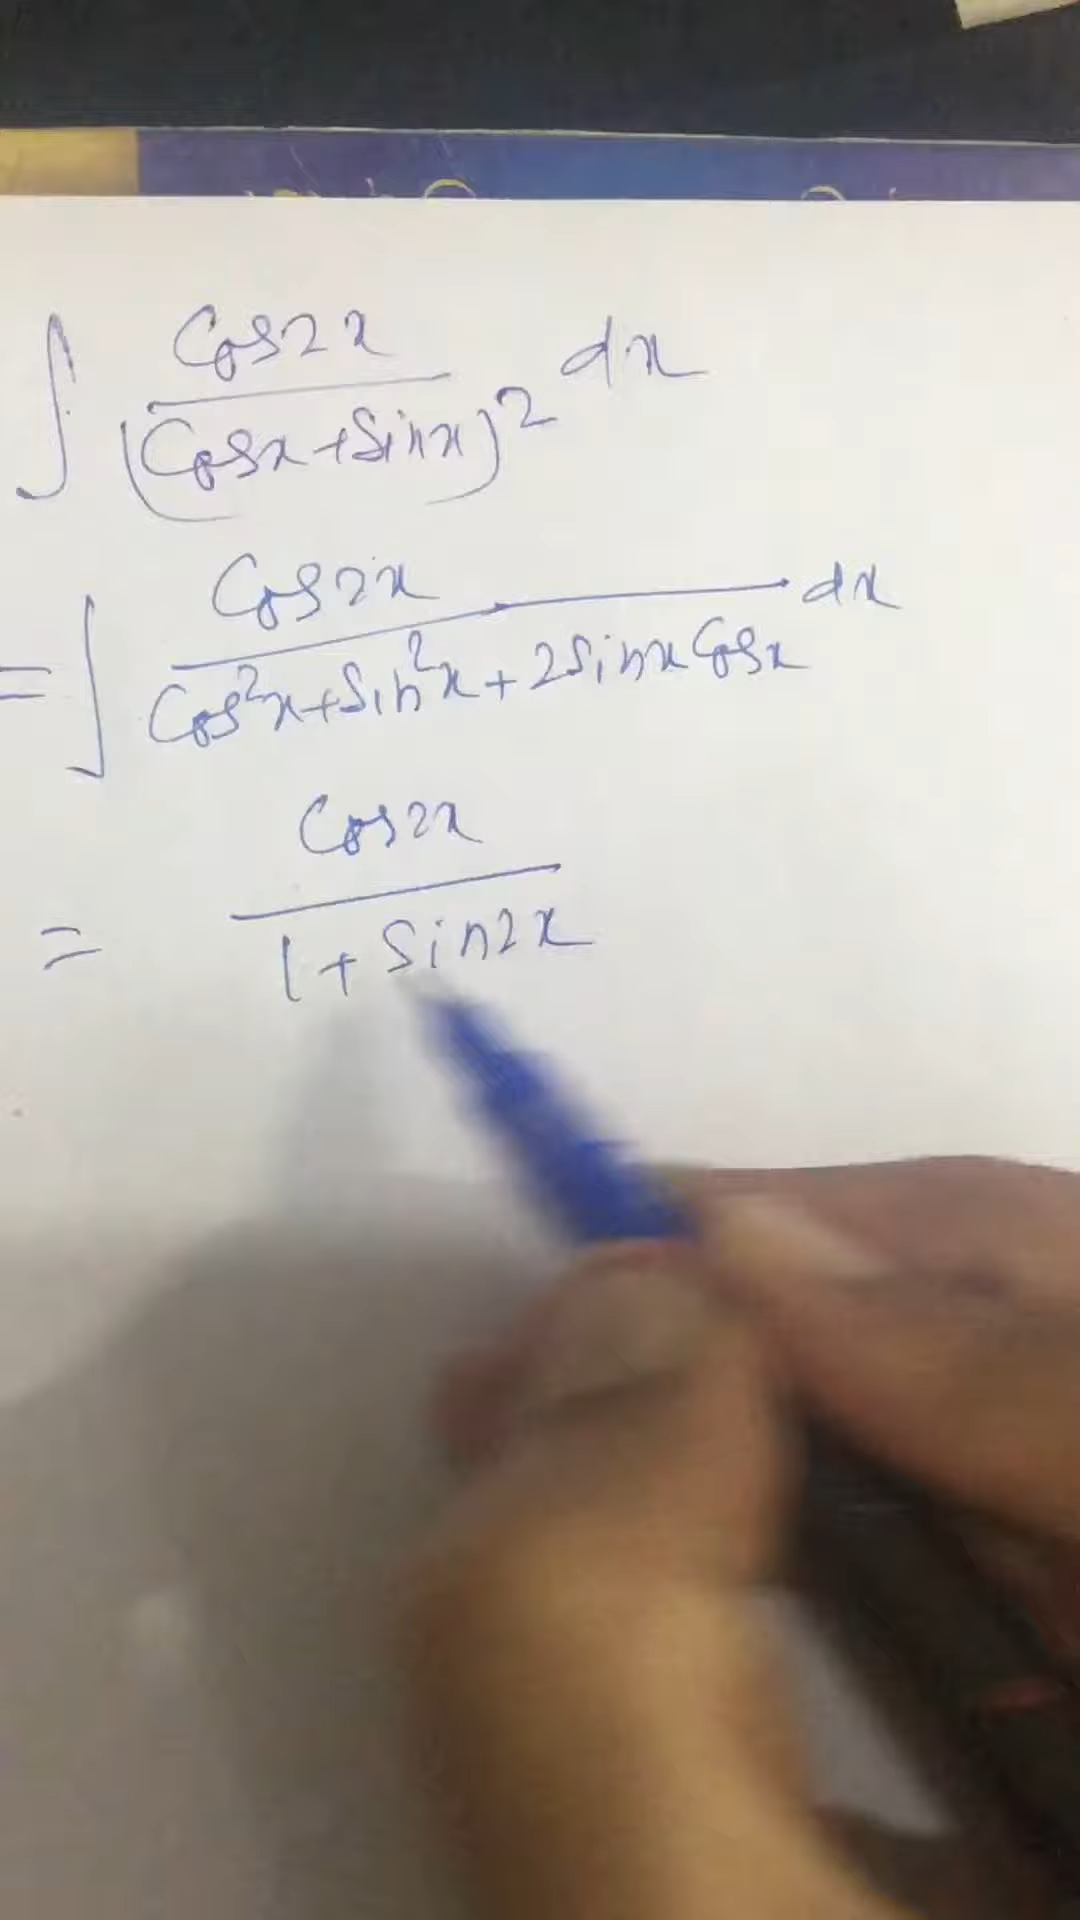 ∫ Cos2x / (Cosx+Sinx)² dx
= ∫ Cos2x / Cos²x+Sin²x+2SinxCosx dx
= Cos2x / 1+Sin2x